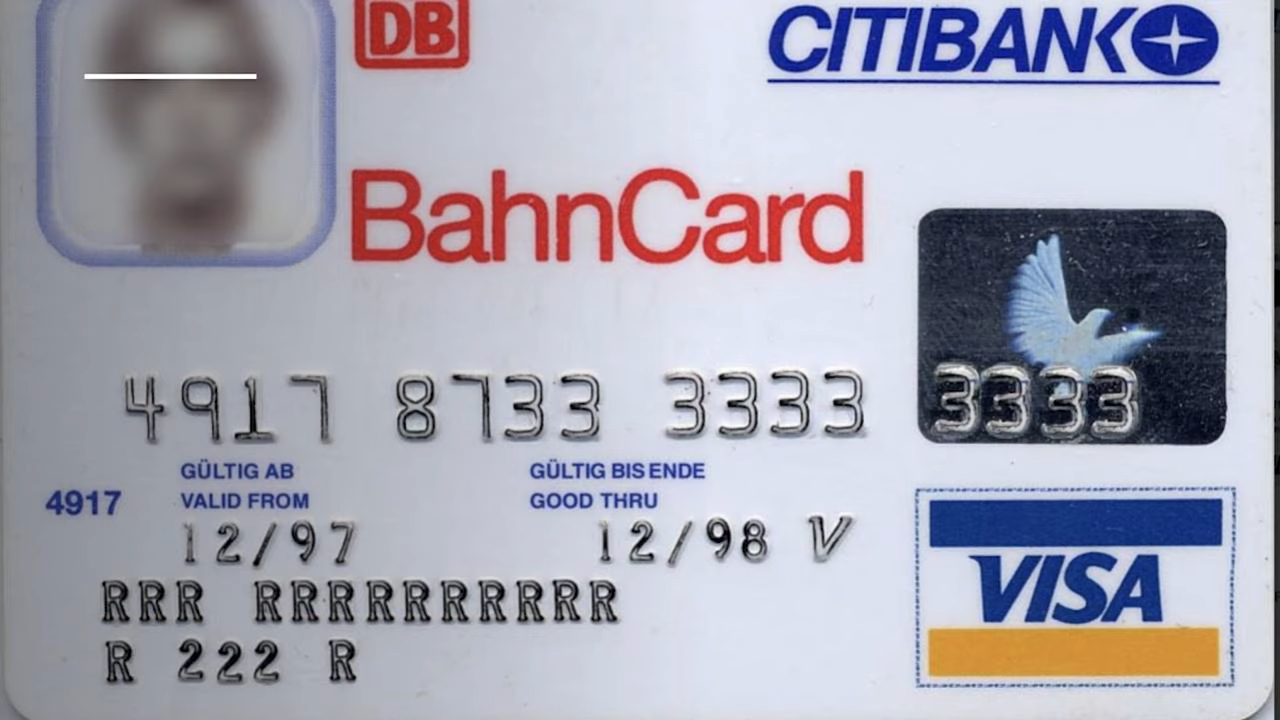 DB
CITIBANK
BahnCard
4917 8733 3333 3333
GÜLTIG AB
VALID FROM
GÜLTIG BIS ENDE
GOOD THRU
4917
12/97
12/98 V
RRR RRRRRRRRRR
R 222 R
VISA